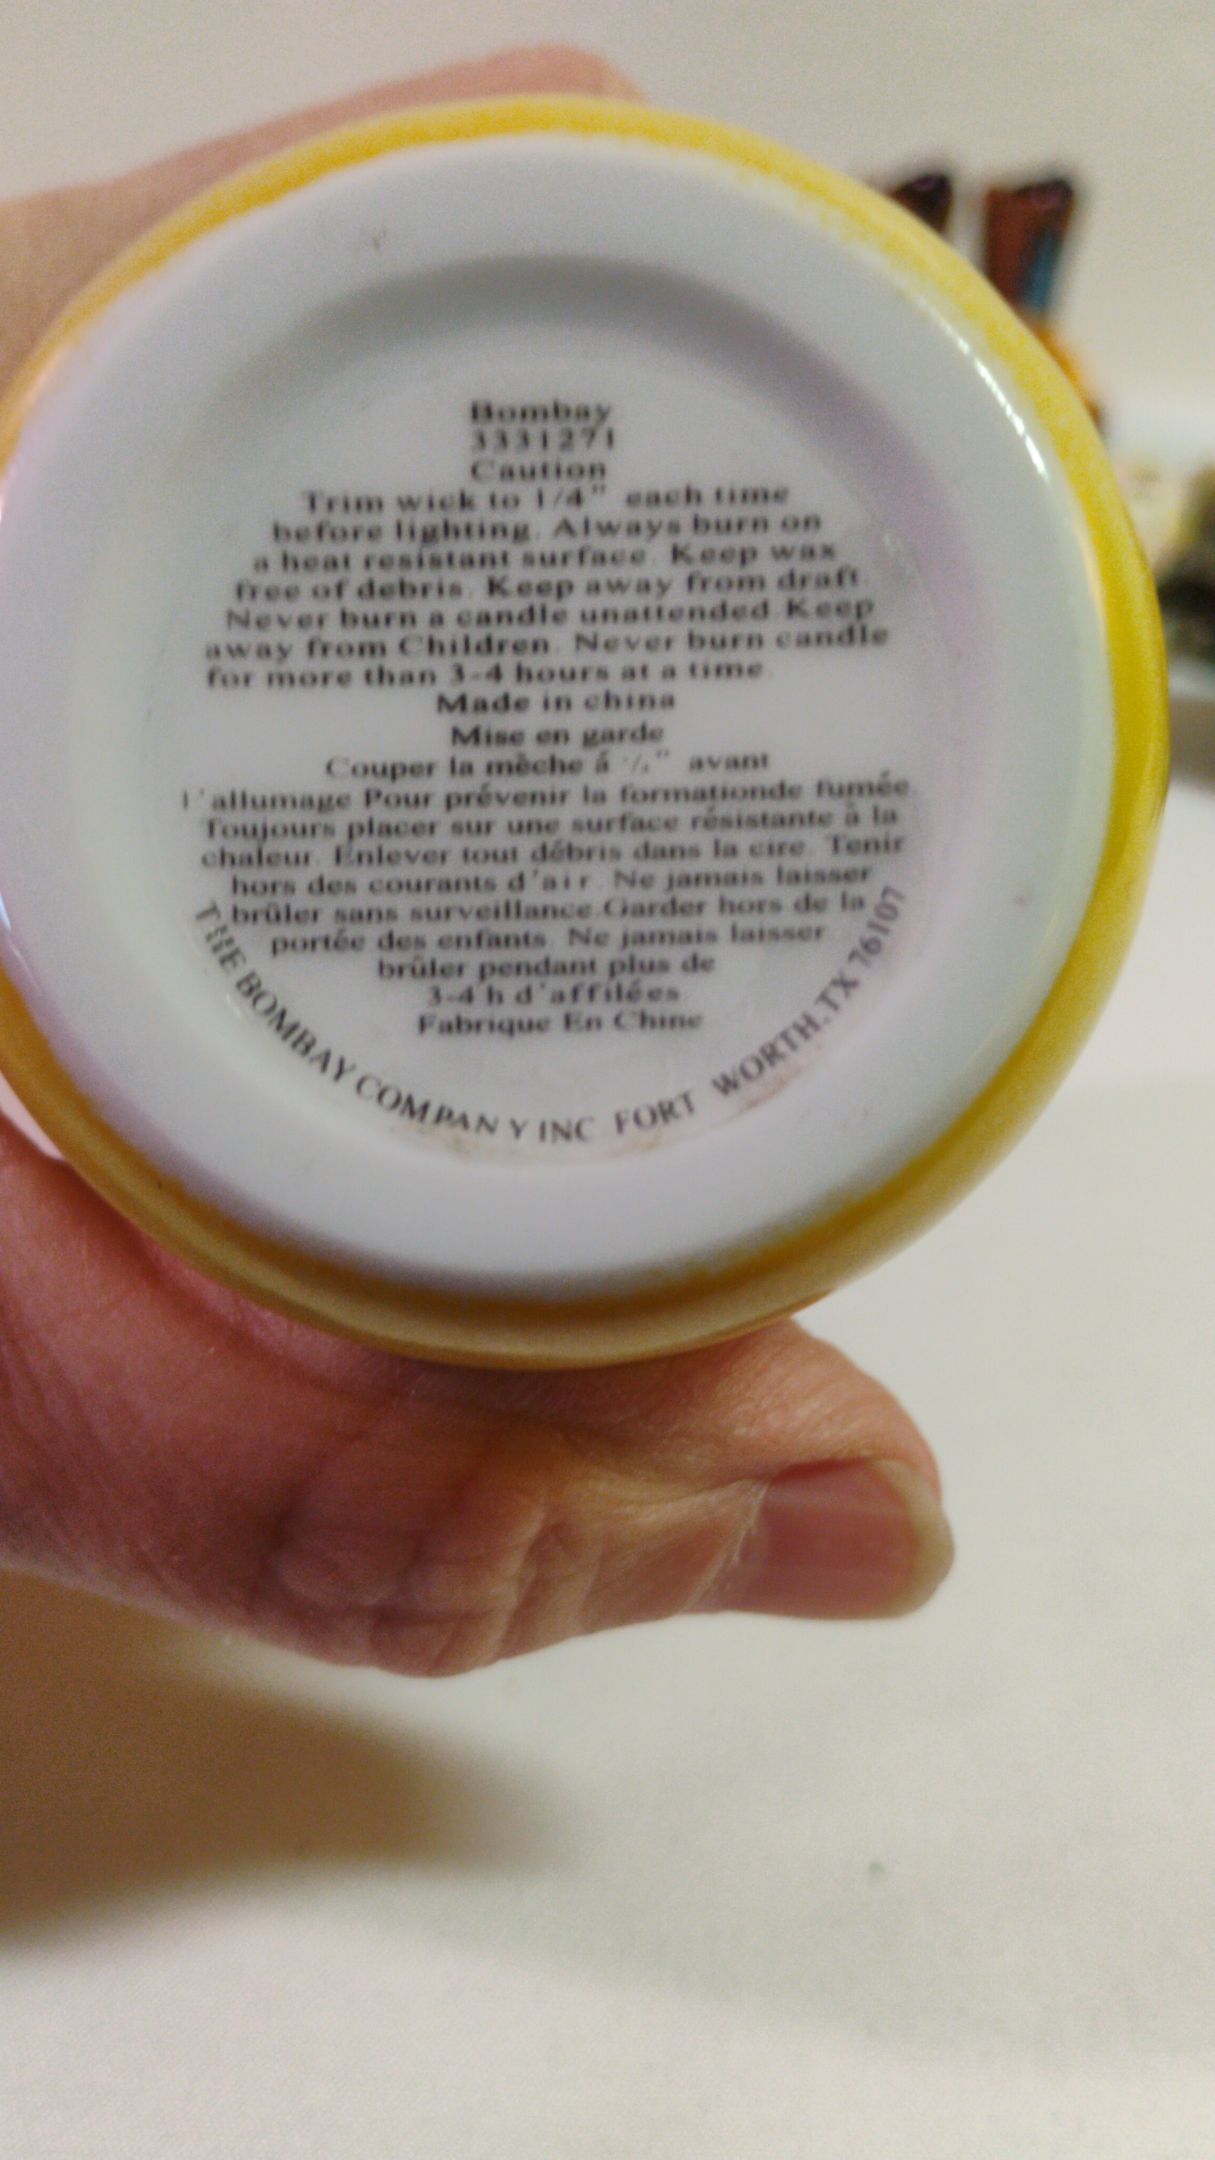 Bombay
3331271
Caution
Trim wick to 1/4" each time
before lighting. Always burn on
a heat resistant surface. Keep wax
free of debris. Keep away from draft.
Never burn a candle unattended.Keep
away from Children. Never burn candle
for more than 3-4 hours at a time.
Made in china
Mise en garde
Couper la mèche á " avant
l'allumage Pour prévenir la formationde fumée.
Toujours placer sur une surface résistante à la
chaleur. Enlever tout débris dans la cire. Tenir
hors des courants d'air. Ne jamais laisser
brûler sans surveillance.Garder hors de la
portée des enfants. Ne jamais laisser
brûler pendant plus de
3-4 h d'affilées
Fabrique En Chine
THE BOMBAY COMPANY INC FORT WORTH,TX 76107